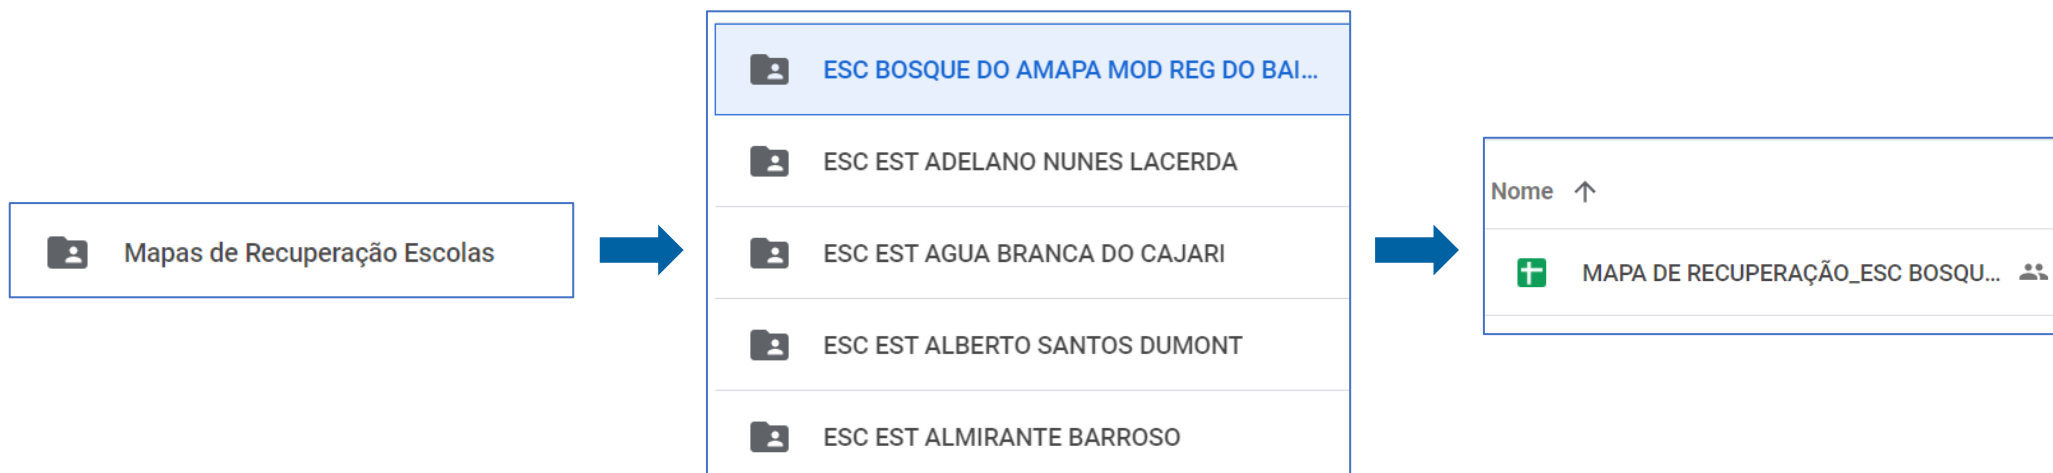 Mapas de Recuperação Escolas
ESC BOSQUE DO AMAPA MOD REG DO BAI...
ESC EST ADELANO NUNES LACERDA
ESC EST AGUA BRANCA DO CAJARI
ESC EST ALBERTO SANTOS DUMONT
ESC EST ALMIRANTE BARROSO
Nome
MAPA DE RECUPERAÇÃO_ESC BOSQU...